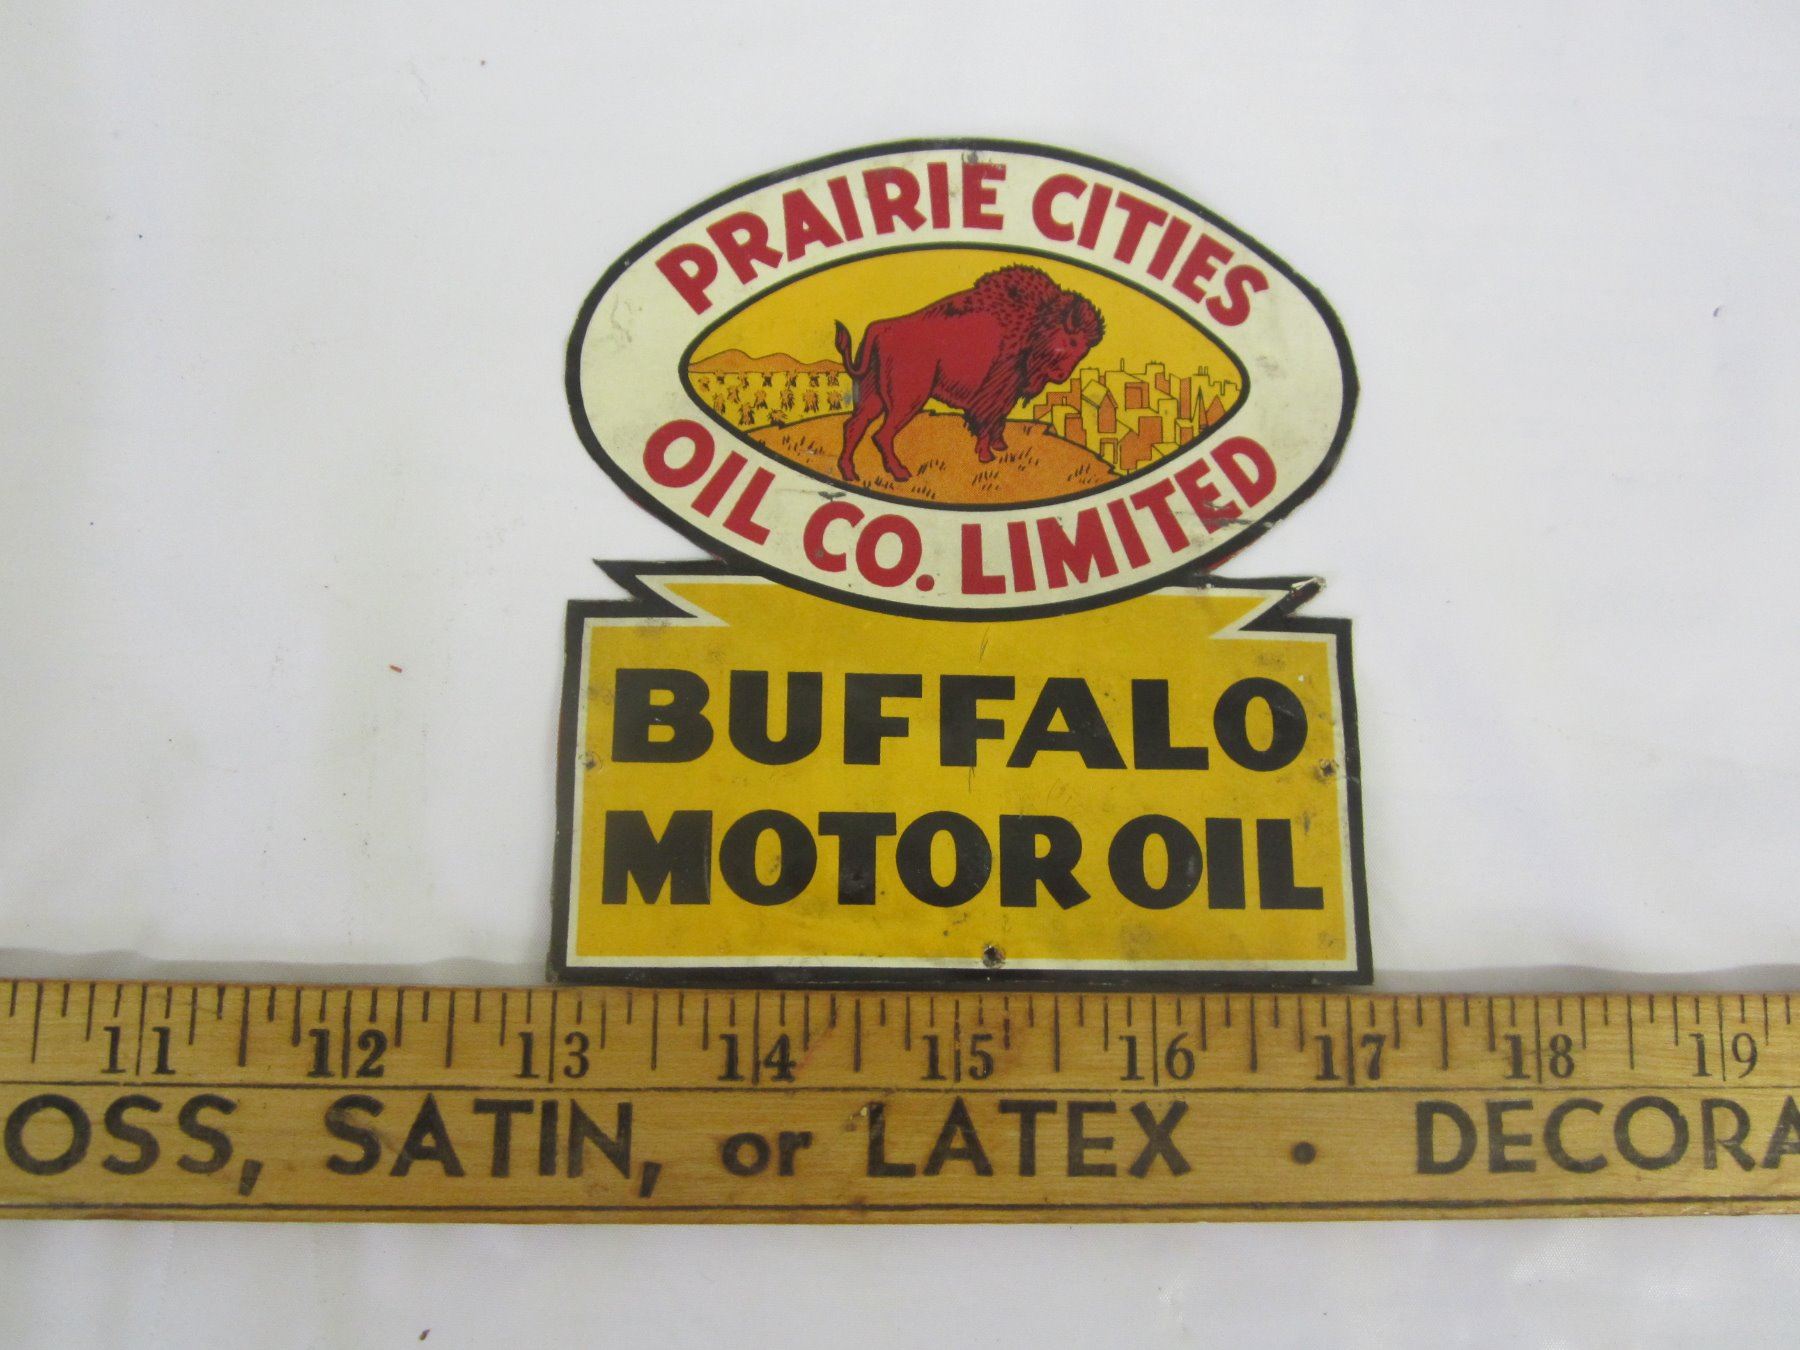 PRAIRIE CITIES
OIL CO. LIMITED
BUFFALO
MOTOR OIL
11 12 13 14 15 16 17 18 19
OSS, SATIN, or LATEX • DECORA